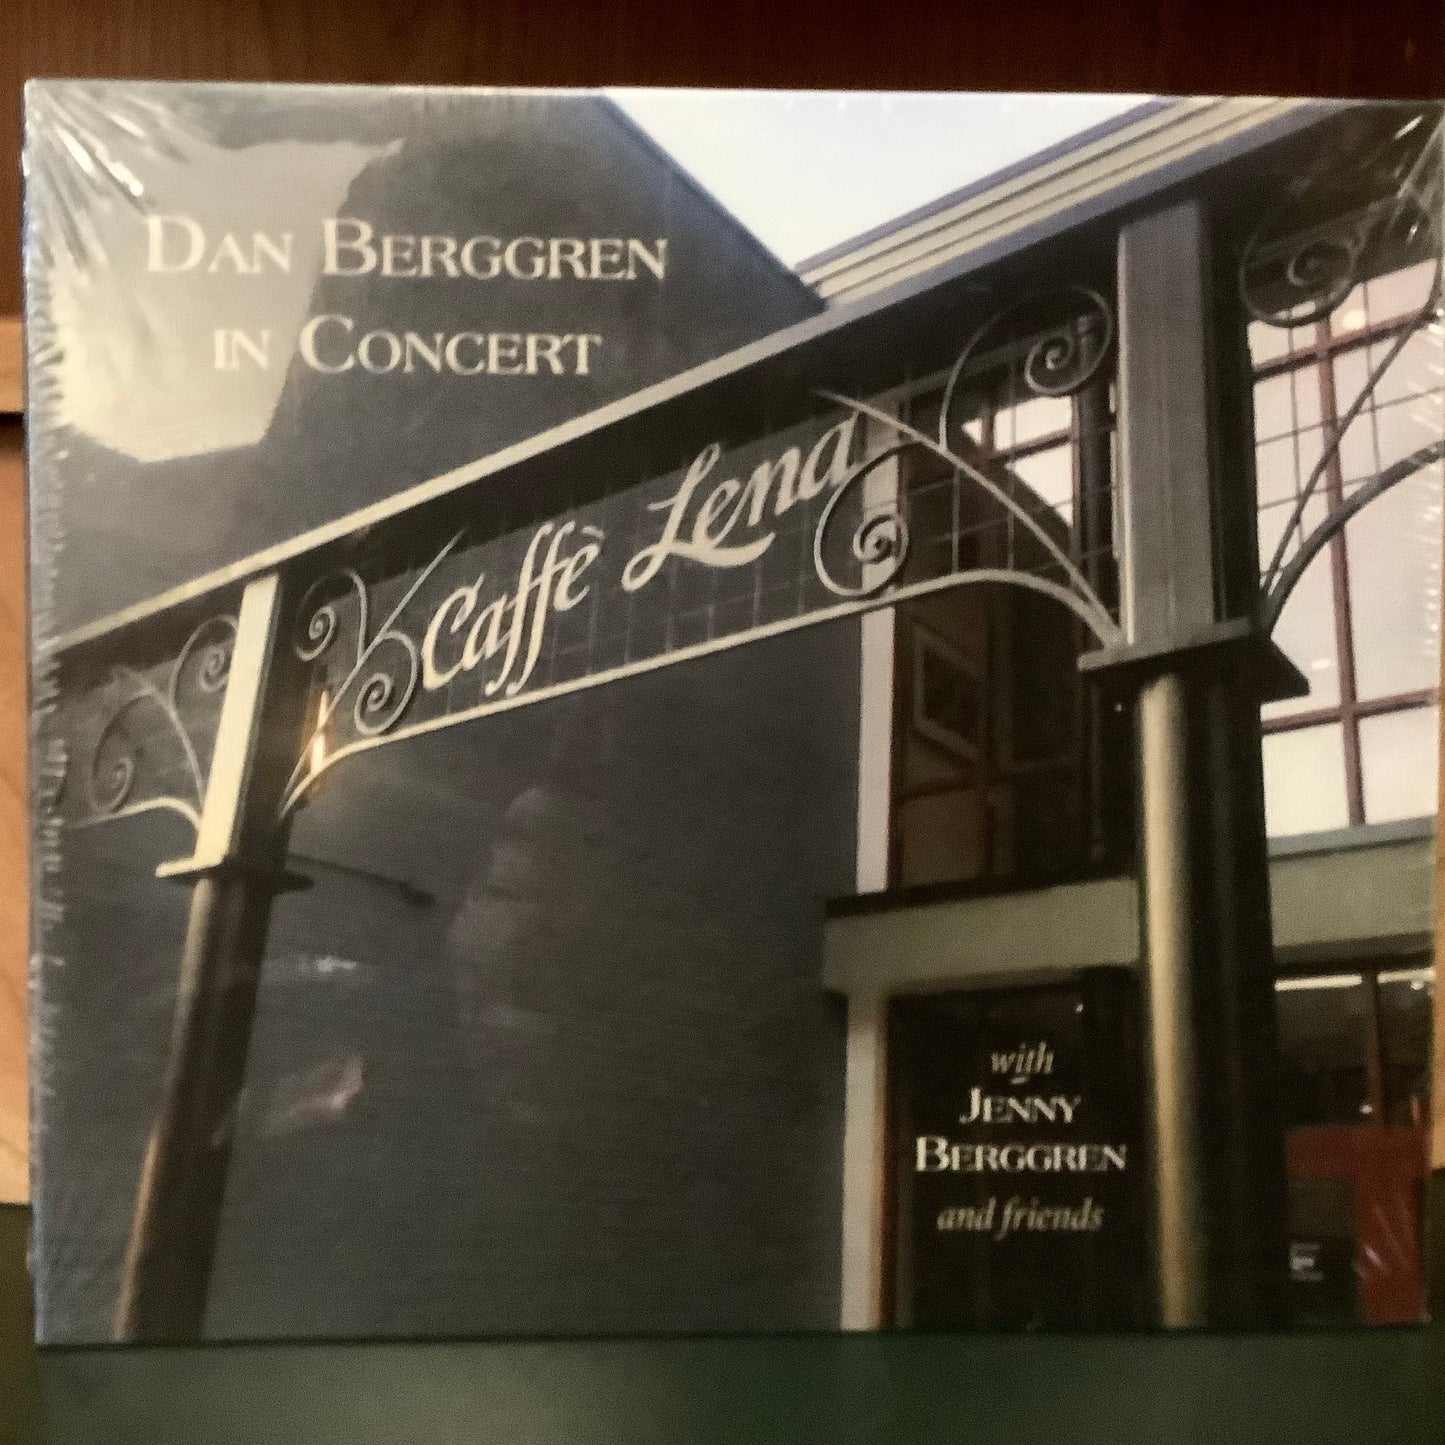 DAN BERGGREN
IN CONCERT
Caffè Lena
with
JENNY
BERGGREN
and friends